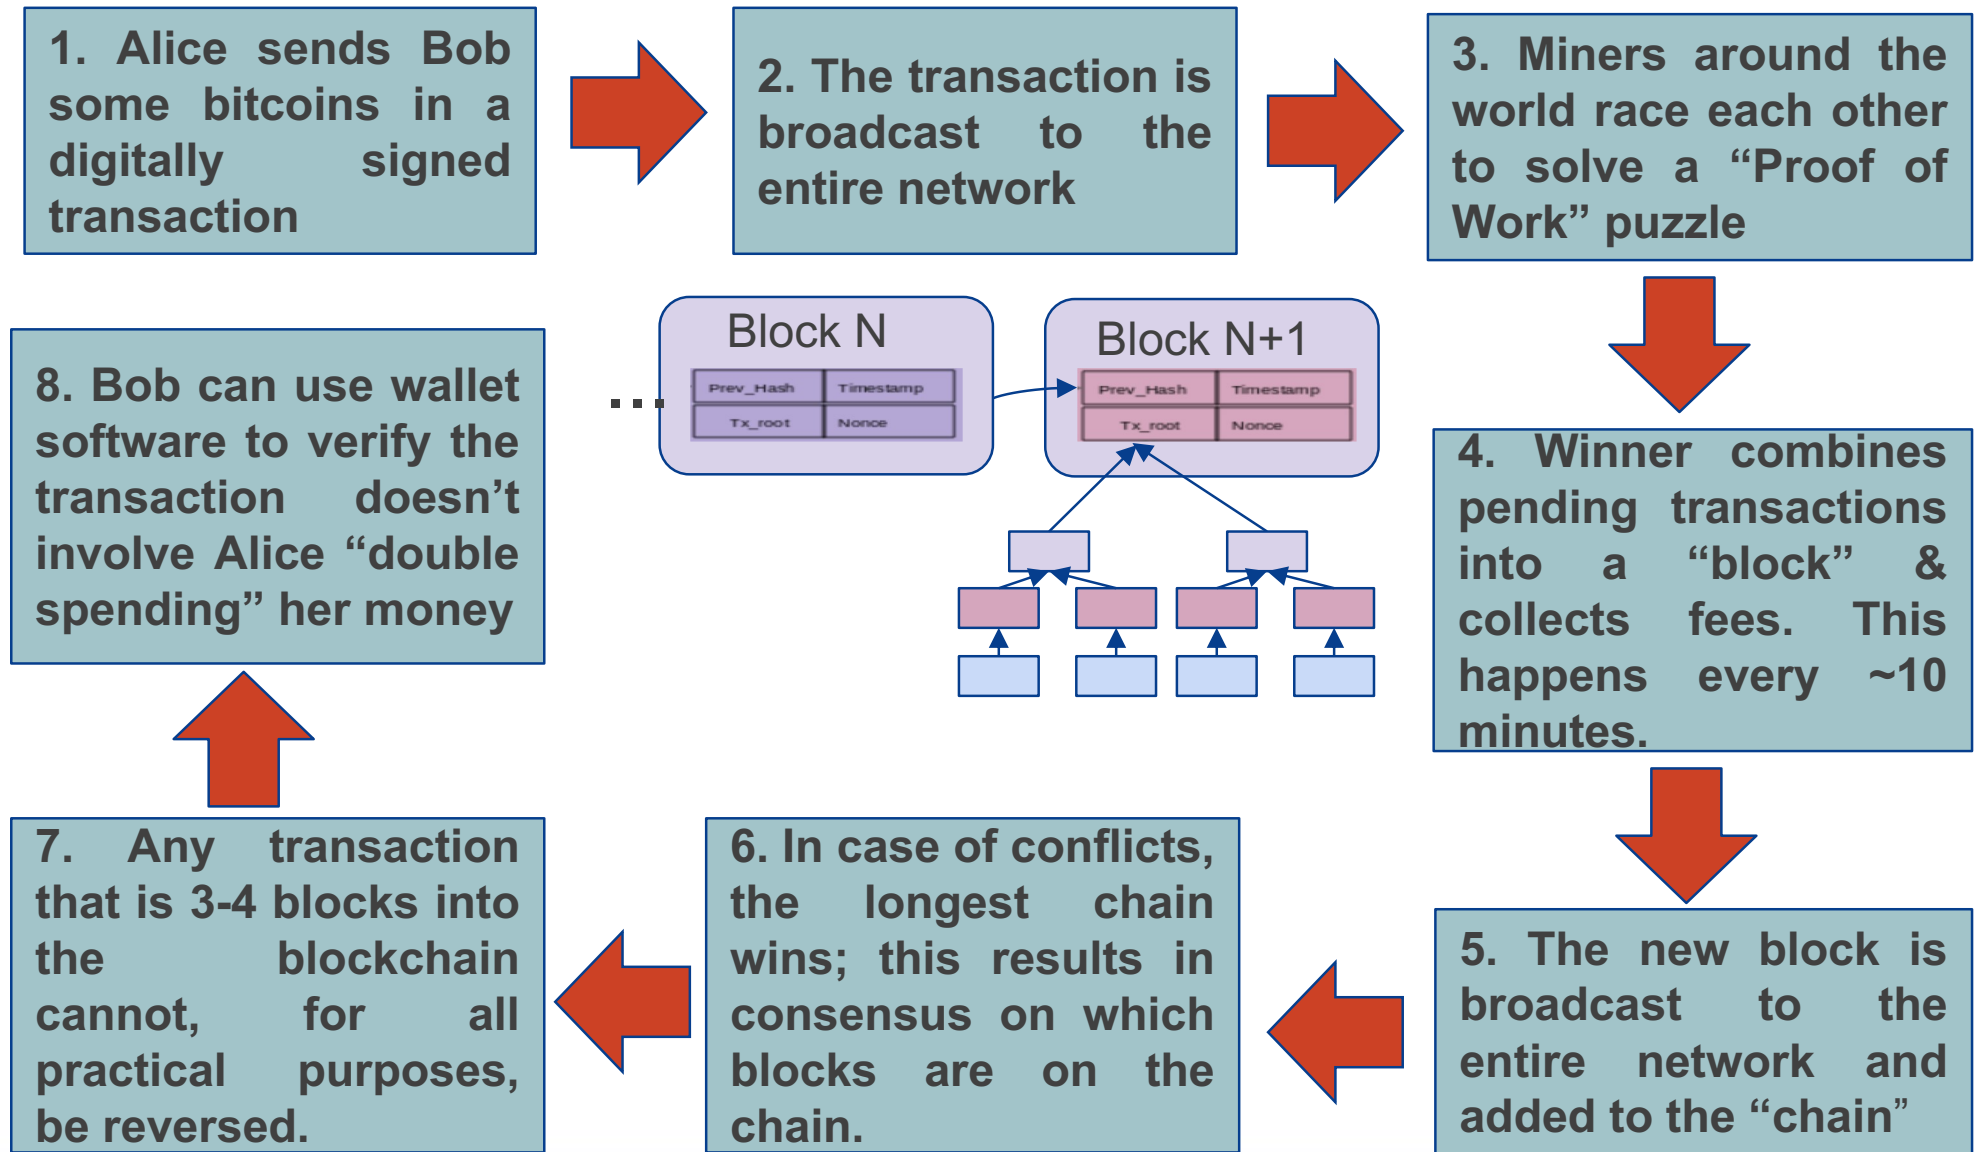 1. Alice sends Bob
some bitcoins in a
digitally signed
transaction
2. The transaction is
broadcast to the
entire network
3. Miners around the
world race each other
to solve a “Proof of
Work” puzzle
Block N
Prev_Hash Timestamp
Tx_root Nonce
...
Block N+1
Prev_Hash Timestamp
Tx_root Nonce
4. Winner combines
pending transactions
into a “block” &
collects fees. This
happens every ~10
minutes.
5. The new block is
broadcast to the
entire network and
added to the “chain”
6. In case of conflicts,
the longest chain
wins; this results in
consensus on which
blocks are on the
chain.
7. Any transaction
that is 3-4 blocks into
the blockchain
cannot, for all
practical purposes,
be reversed.
8. Bob can use wallet
software to verify the
transaction doesn’t
involve Alice “double
spending” her money